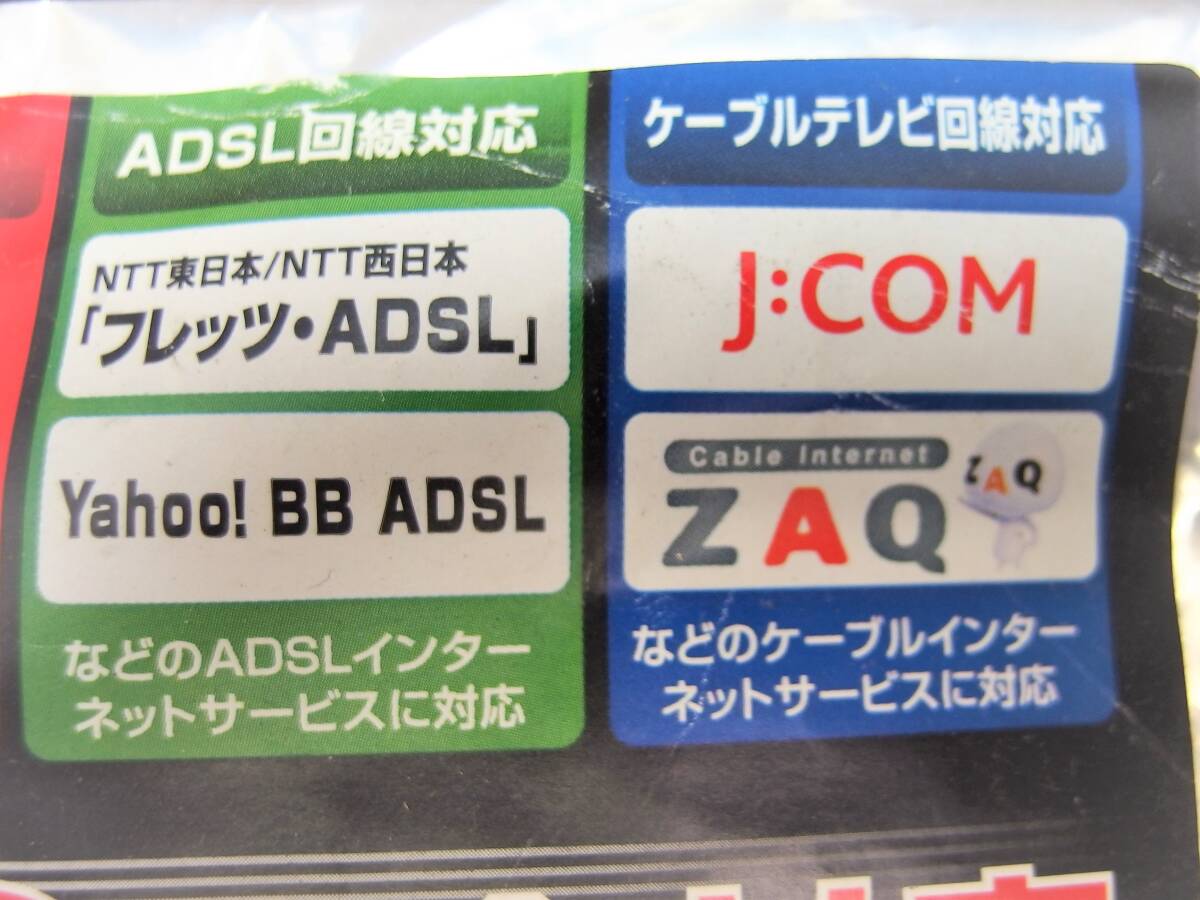 ADSL回線対応
NTT東日本/NTT西日本
「フレッツ・ADSL」
Yahoo! BB ADSL
などのADSLインター
ネットサービスに対応
ケーブルテレビ回線対応
J:COM
Cable Internet
ZAQ
ZAQ
などのケーブルインター
ネットサービスに対応